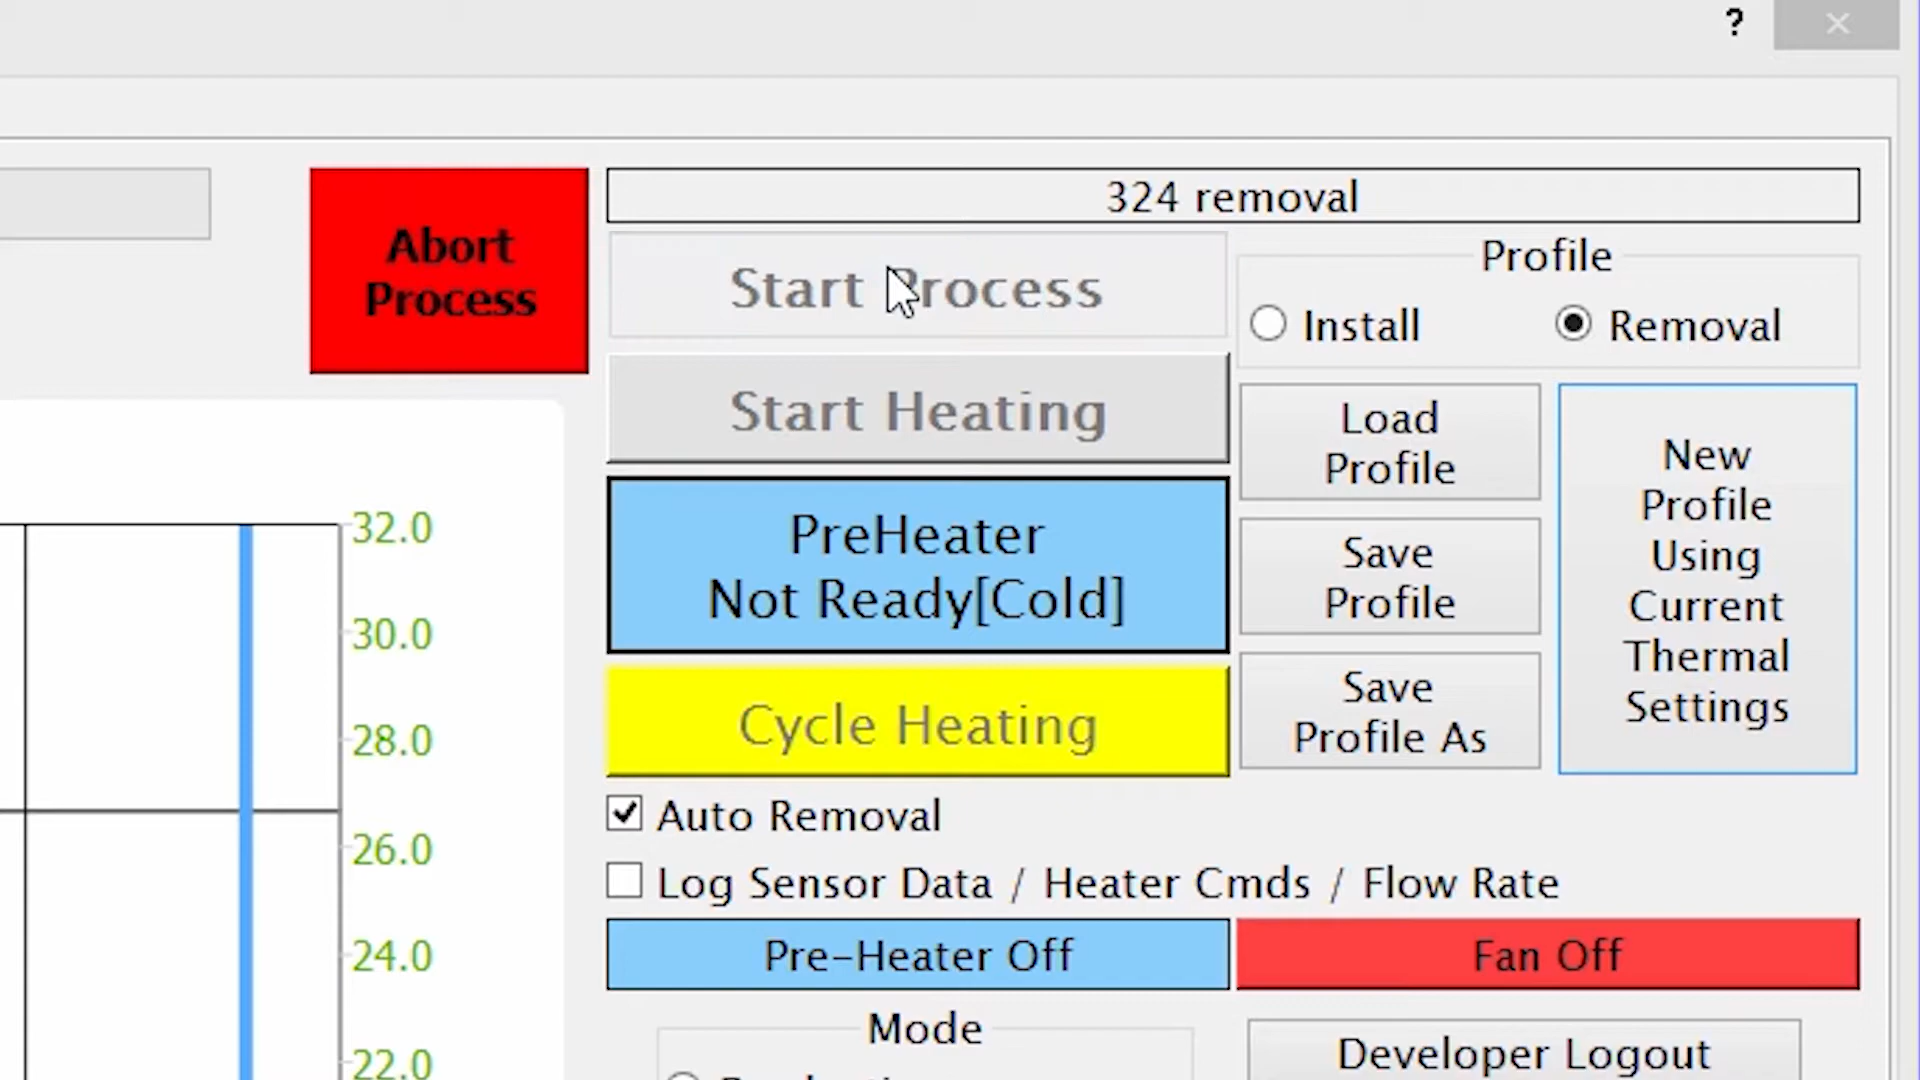 ?
324 removal
Abort
Process
Start Process
Profile
Install
Removal
Start Heating
Load
Profile
New
Profile
Using
Current
Thermal
Settings
PreHeater
Not Ready[Cold]
Save
Profile
Cycle Heating
Save
Profile As
Auto Removal
Log Sensor Data / Heater Cmds / Flow Rate
Pre-Heater Off
Fan Off
Mode
Developer Logout
32.0
30.0
28.0
26.0
24.0
22.0